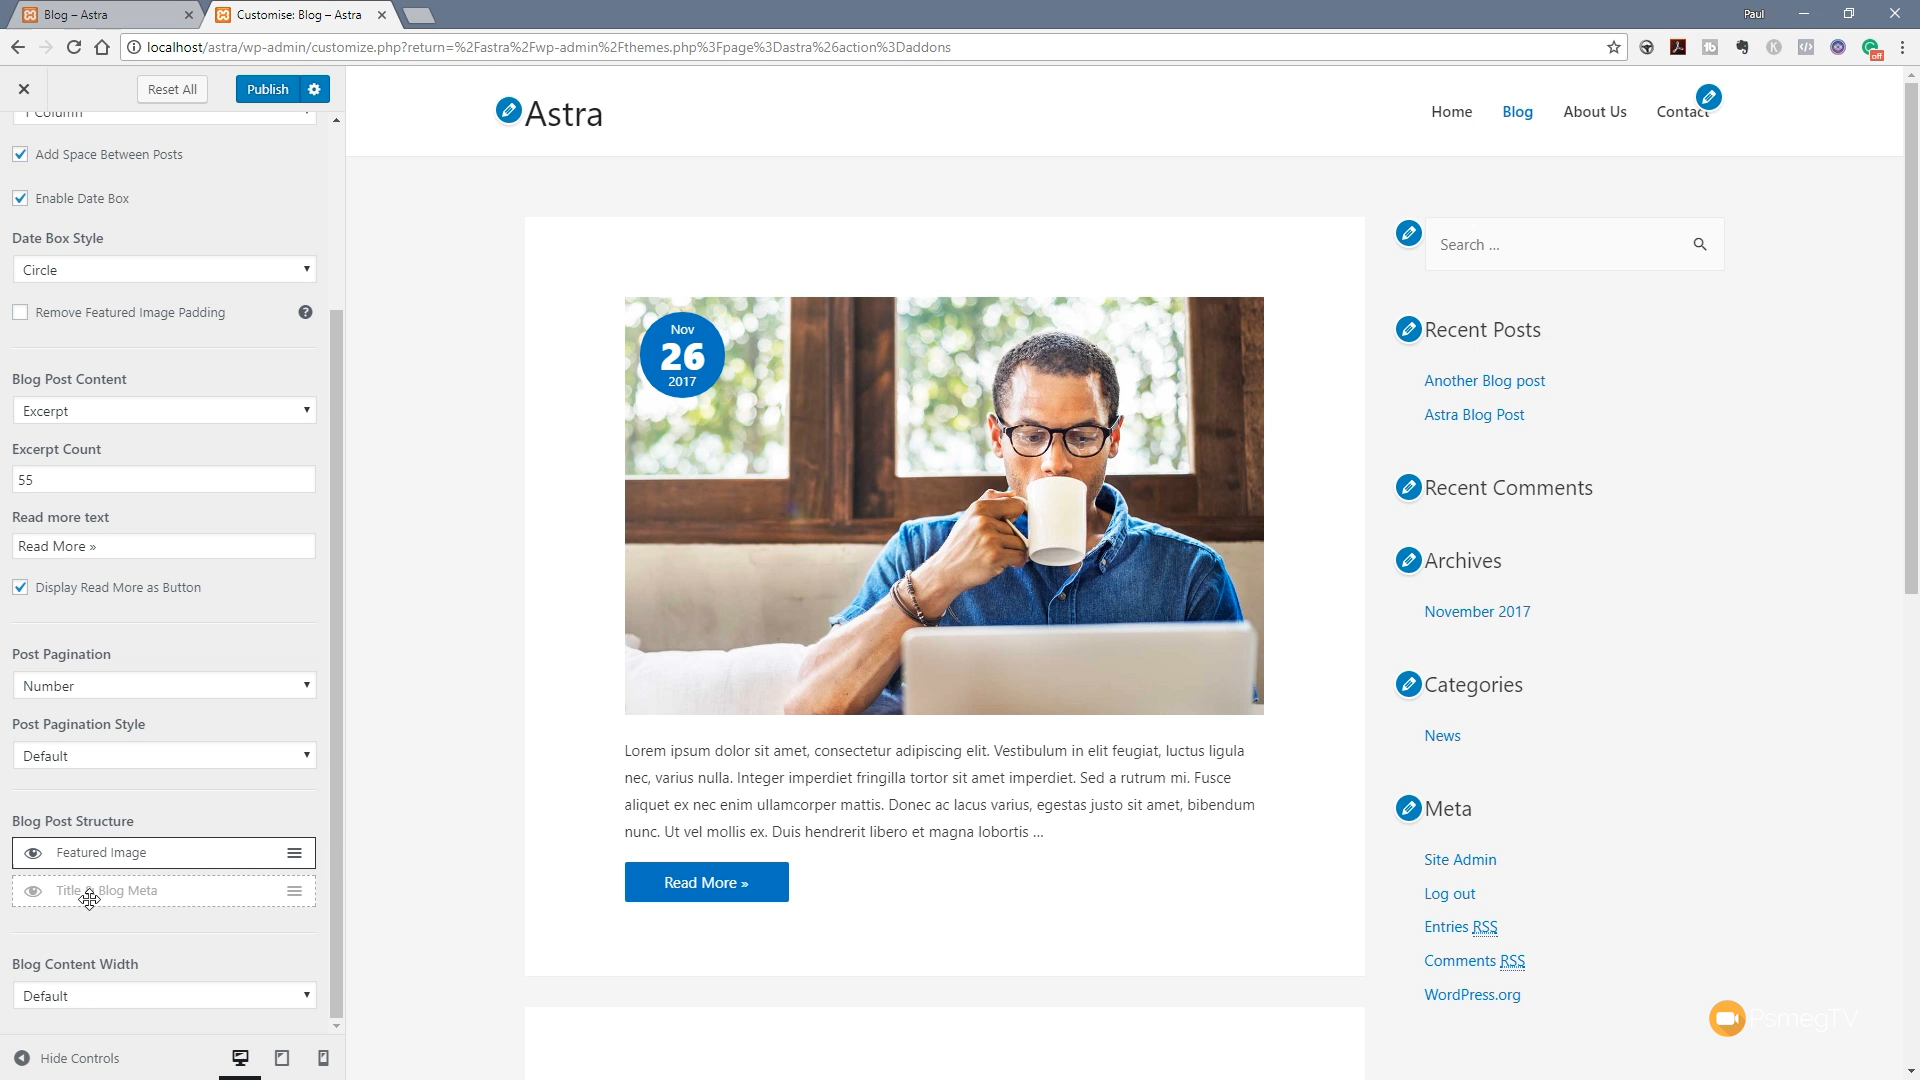 Blog – Astra
Customise: Blog – Astra
Paul
localhost/astra/wp-admin/customize.php?return=%2Fastra%2Fwp-admin%2Fthemes.php%3Fpage%3Dastra%26action%3Daddons
off
Reset All
Publish
1 Column
Add Space Between Posts
Enable Date Box
Date Box Style
Circle
Remove Featured Image Padding
Blog Post Content
Excerpt
Excerpt Count
55
Read more text
Read More »
Display Read More as Button
Post Pagination
Number
Post Pagination Style
Default
Blog Post Structure
Featured Image
Title & Blog Meta
Blog Content Width
Default
Hide Controls
Astra
Home
Blog
About Us
Contact
Nov
26
2017
Lorem ipsum dolor sit amet, consectetur adipiscing elit. Vestibulum in elit feugiat, luctus ligula
nec, varius nulla. Integer imperdiet fringilla tortor sit amet imperdiet. Sed a rutrum mi. Fusce
aliquet ex nec enim ullamcorper mattis. Donec ac lacus varius, egestas justo sit amet, bibendum
nunc. Ut vel mollis ex. Duis hendrerit libero et magna lobortis ...
Read More »
Search ...
Recent Posts
Another Blog post
Astra Blog Post
Recent Comments
Archives
November 2017
Categories
News
Meta
Site Admin
Log out
Entries RSS
Comments RSS
WordPress.org
PsmegTV